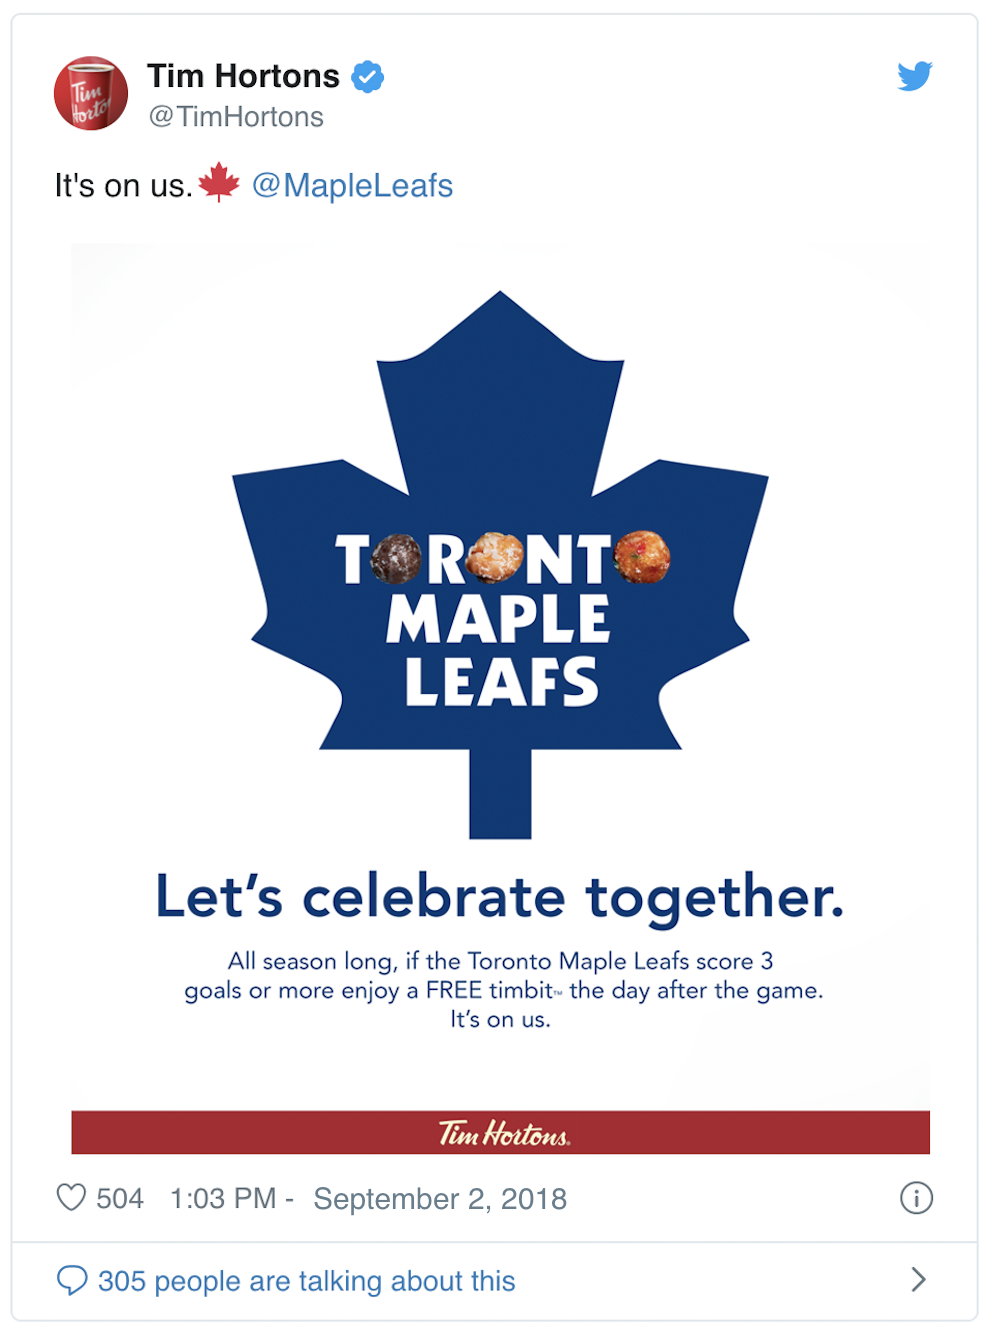 Tim Hortons
@TimHortons
It's on us. @MapleLeafs
TORONTO
MAPLE
LEAFS
Let's celebrate together.
All season long, if the Toronto Maple Leafs score 3
goals or more enjoy a FREE timbit™ the day after the game.
It's on us.
Tim Hortons.
504 1:03 PM - September 2, 2018
305 people are talking about this